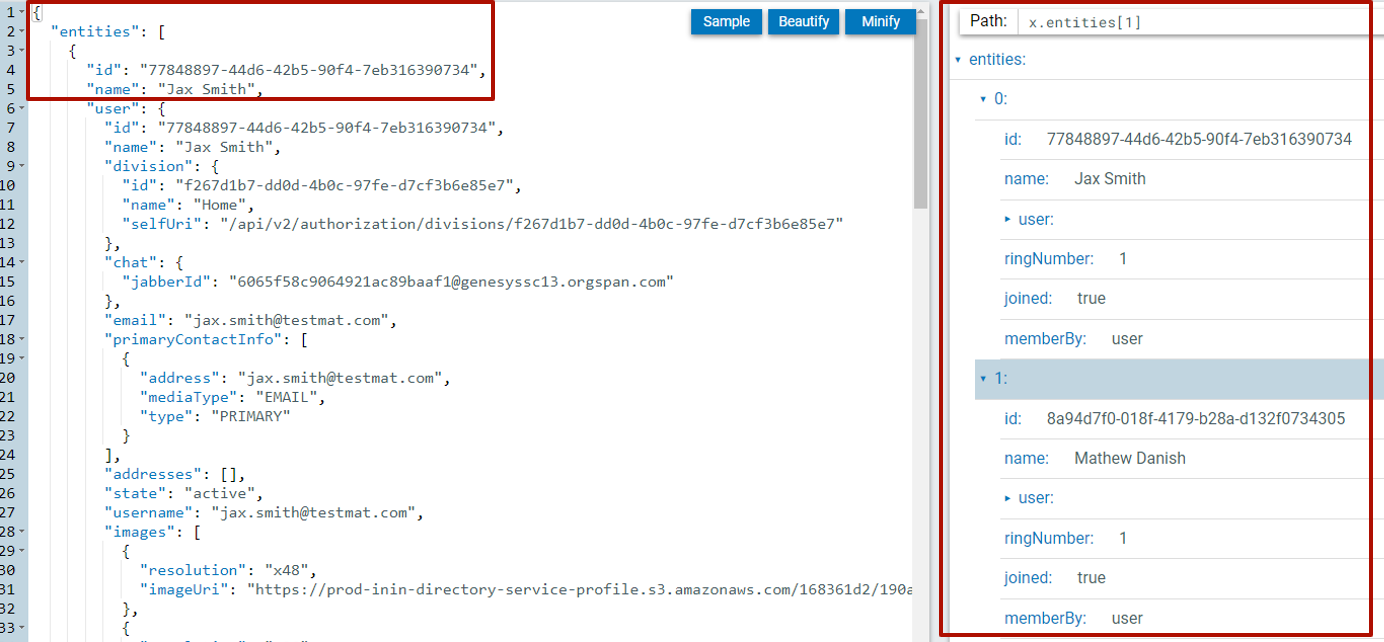 Sample Beautify Minify
1 {
2 "entities": [
3 {
4 "id": "77848897-44d6-42b5-90f4-7eb316390734",
5 "name": "Jax Smith",
6 "user": {
7 "id": "77848897-44d6-42b5-90f4-7eb316390734",
8 "name": "Jax Smith",
9 "division": {
10 "id": "f267d1b7-dd0d-4b0c-97fe-d7cf3b6e85e7",
11 "name": "Home",
12 "selfUri": "/api/v2/authorization/divisions/f267d1b7-dd0d-4b0c-97fe-d7cf3b6e85e7"
13 },
14 "chat": {
15 "jabberId": "6065f58c9064921ac89baaf1@genesyssc13.orgspan.com"
16 },
17 "email": "jax.smith@testmat.com",
18 "primaryContactInfo": [
19 {
20 "address": "jax.smith@testmat.com",
21 "mediaType": "EMAIL",
22 "type": "PRIMARY"
23 }
24 ],
25 "addresses": [],
26 "state": "active",
27 "username": "jax.smith@testmat.com",
28 "images": [
29 {
30 "resolution": "x48",
31 "imageUri": "https://prod-inin-directory-service-profile.s3.amazonaws.com/168361d2/190a
32 },
33 {
Path: x.entities[1]
entities:
0:
id: 77848897-44d6-42b5-90f4-7eb316390734
name: Jax Smith
user:
ringNumber: 1
joined: true
memberBy: user
1:
id: 8a94d7f0-018f-4179-b28a-d132f0734305
name: Mathew Danish
user:
ringNumber: 1
joined: true
memberBy: user